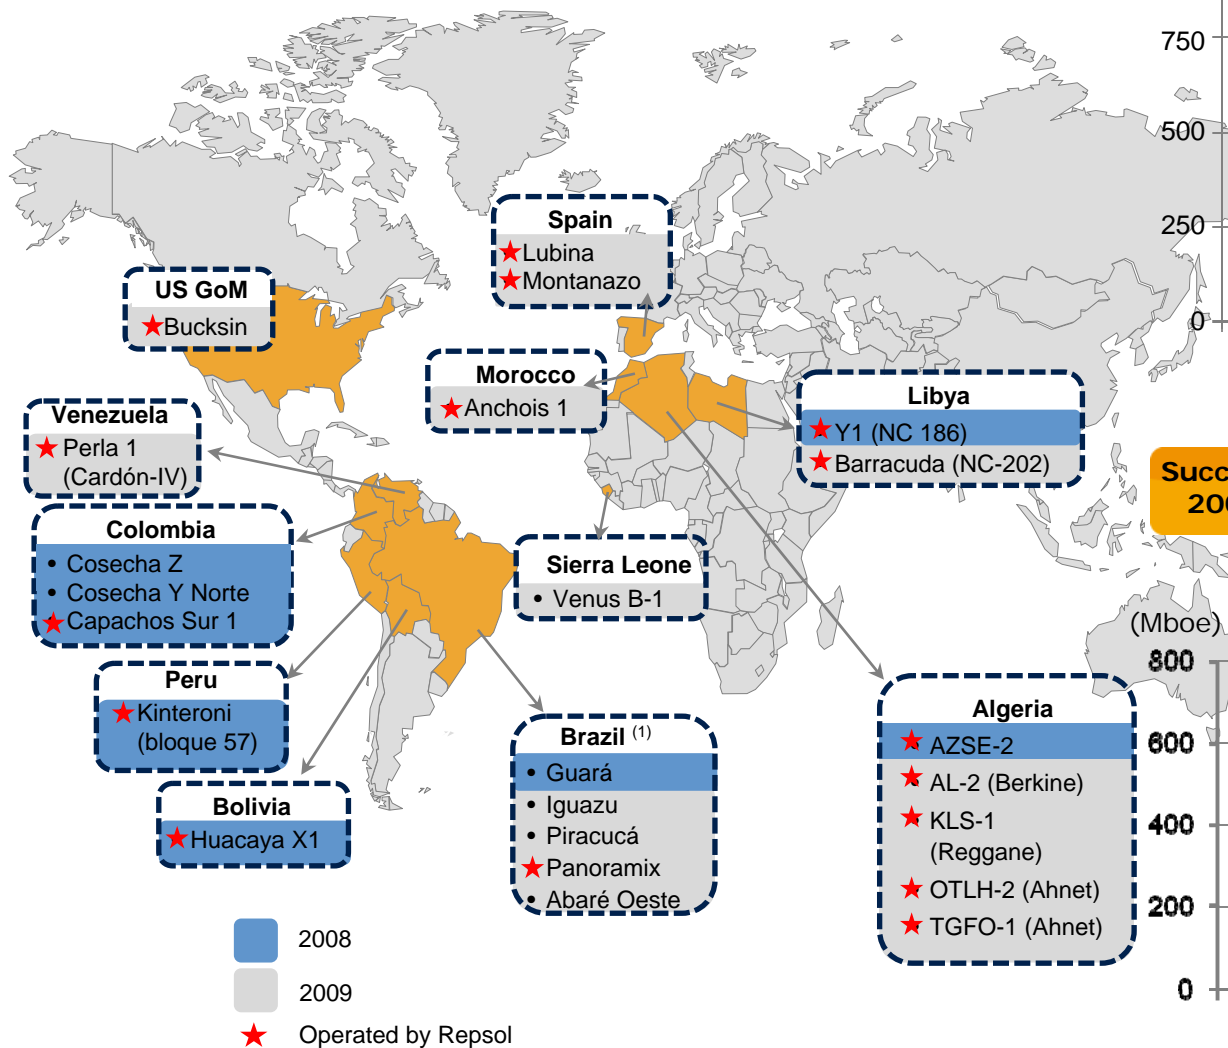 750
500
250
0
Spain
Lubina
Montanazo
US GoM
Bucksin
Morocco
Anchois 1
Libya
Y1 (NC 186)
Barracuda (NC-202)
Venezuela
Perla 1
(Cardón-IV)
Colombia
• Cosecha Z
• Cosecha Y Norte
Capachos Sur 1
Sierra Leone
• Venus B-1
Peru
Kinteroni
(bloque 57)
Bolivia
Huacaya X1
Brazil (1)
• Guará
• Iguazu
• Piracucá
Panoramix
• Abaré Oeste
Algeria
AZSE-2
AL-2 (Berkine)
KLS-1
(Reggane)
OTLH-2 (Ahnet)
TGFO-1 (Ahnet)
(Mboe)
800
600
400
200
0
2008
2009
Operated by Repsol